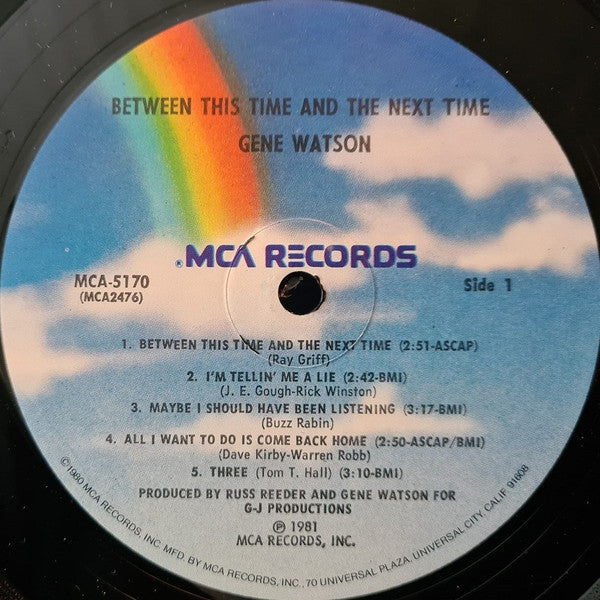 BETWEEN THIS TIME AND THE NEXT TIME
GENE WATSON
®MCA RECORDS
MCA-5170
(MCA2476)
Side 1
1. BETWEEN THIS TIME AND THE NEXT TIME (2:51-ASCAP)
(Ray Griff)
2. I'M TELLIN' ME A LIE (2:42-BMI)
(J. E. Gough-Rick Winston)
3. MAYBE I SHOULD HAVE BEEN LISTENING (3:17-BMI)
(Buzz Rabin)
4. ALL I WANT TO DO IS COME BACK HOME (2:50-ASCAP/BMI)
(Dave Kirby-Warren Robb)
5. THREE (Tom T. Hall) (3:10-BMI)
PRODUCED BY RUSS REEDER AND GENE WATSON FOR
G-J PRODUCTIONS
℗ 1981
MCA RECORDS, INC.
©1980 MCA RECORDS, INC. MFD. BY MCA RECORDS, INC., 70 UNIVERSAL PLAZA, UNIVERSAL CITY, CALIF. 91608